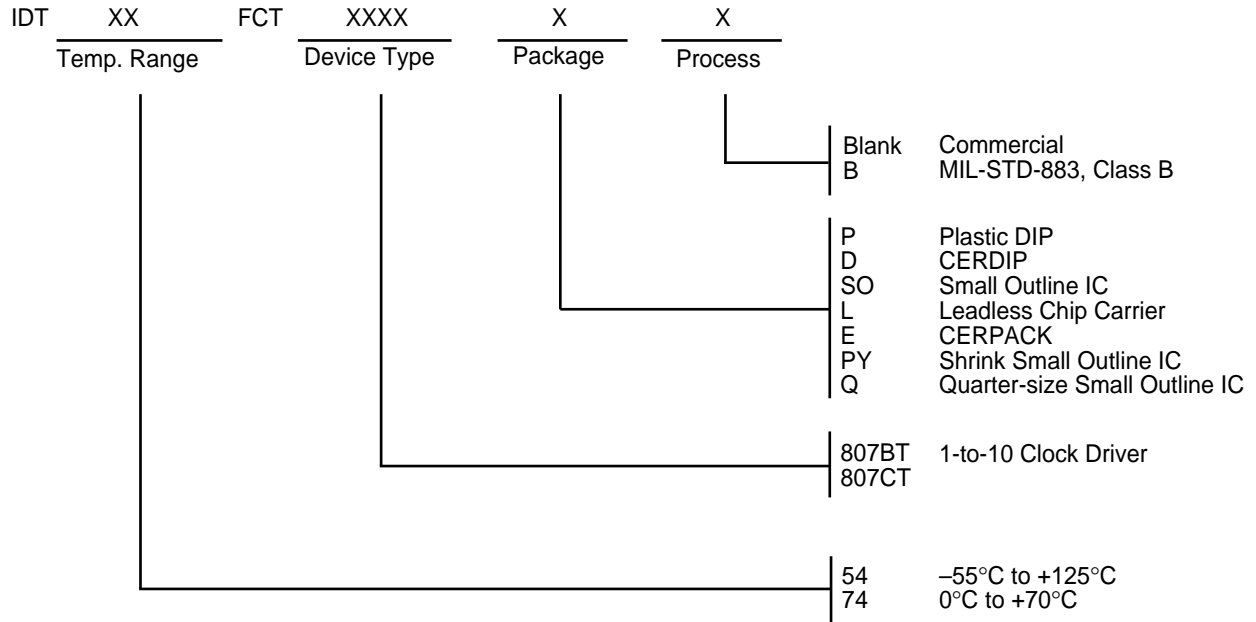 IDT XX FCT XXXX X X
Temp. Range Device Type Package Process
Blank Commercial
B MIL-STD-883, Class B
P Plastic DIP
D CERDIP
SO Small Outline IC
L Leadless Chip Carrier
E CERPACK
PY Shrink Small Outline IC
Q Quarter-size Small Outline IC
807BT 1-to-10 Clock Driver
807CT
54 –55°C to +125°C
74 0°C to +70°C